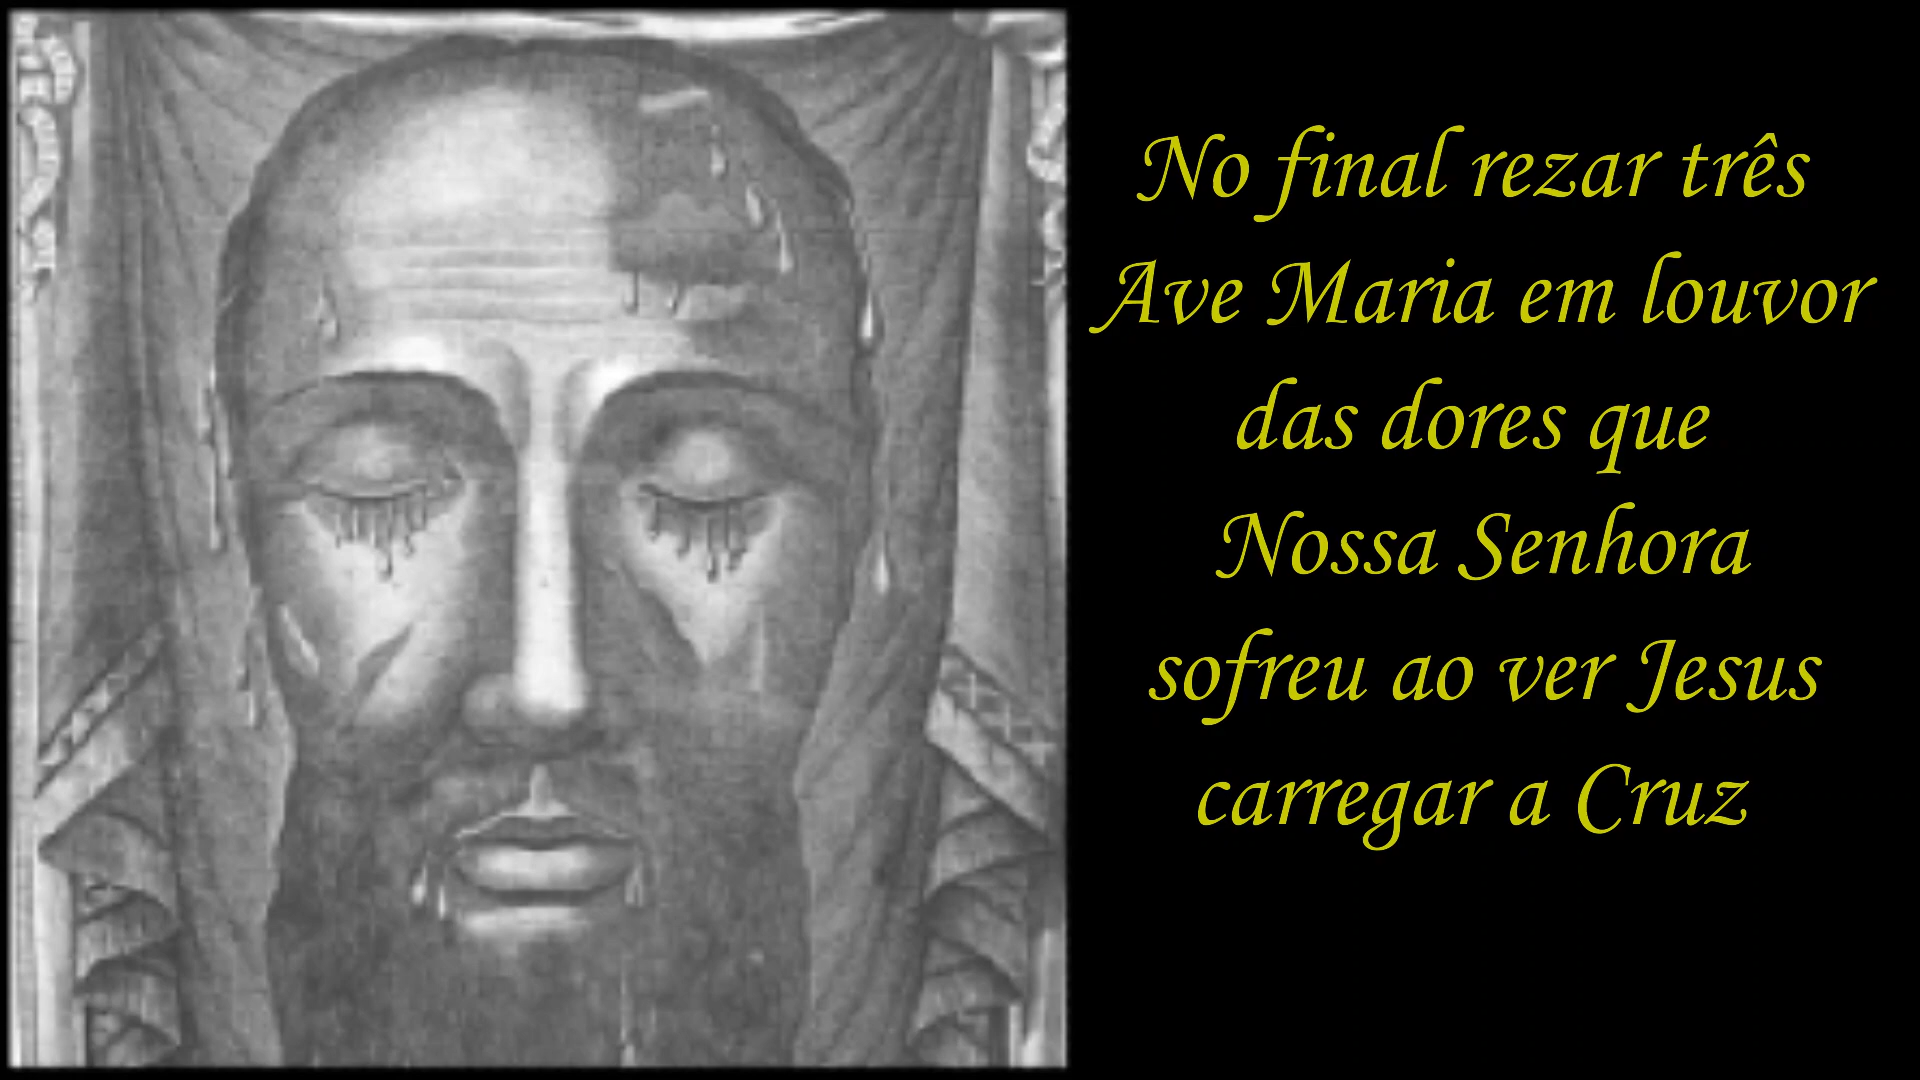 No final rezar três
Ave Maria em louvor
das dores que
Nossa Senhora
sofreu ao ver Jesus
carregar a Cruz